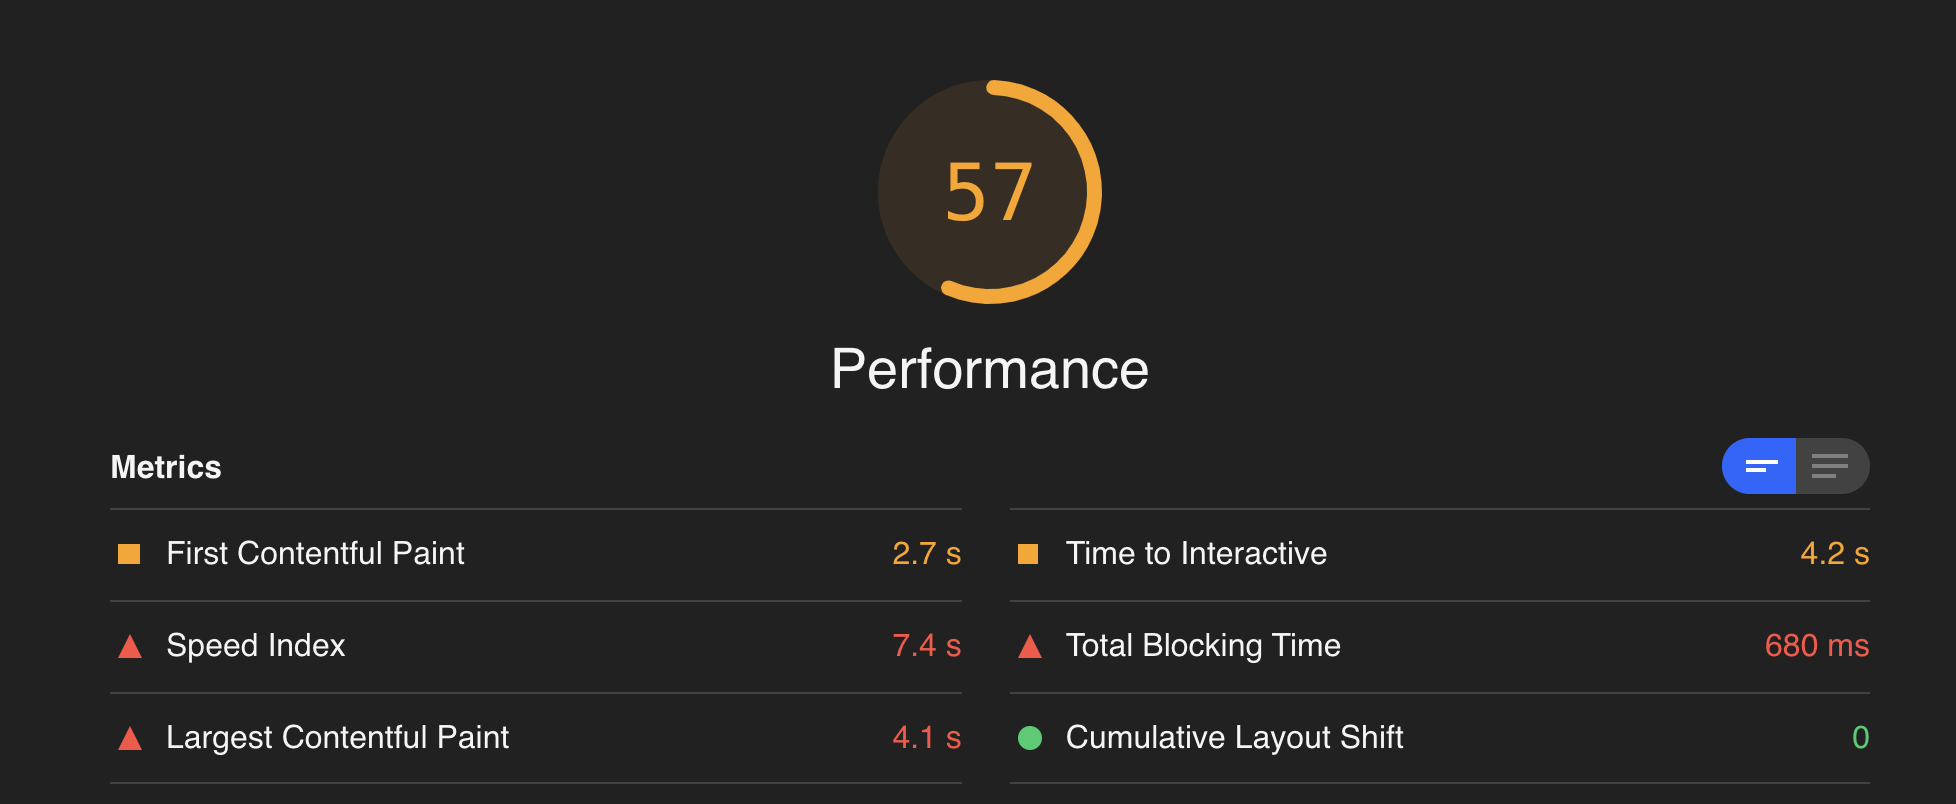 57
Performance
Metrics
First Contentful Paint 2.7 s
Time to Interactive 4.2 s
Speed Index 7.4 s
Total Blocking Time 680 ms
Largest Contentful Paint 4.1 s
Cumulative Layout Shift 0